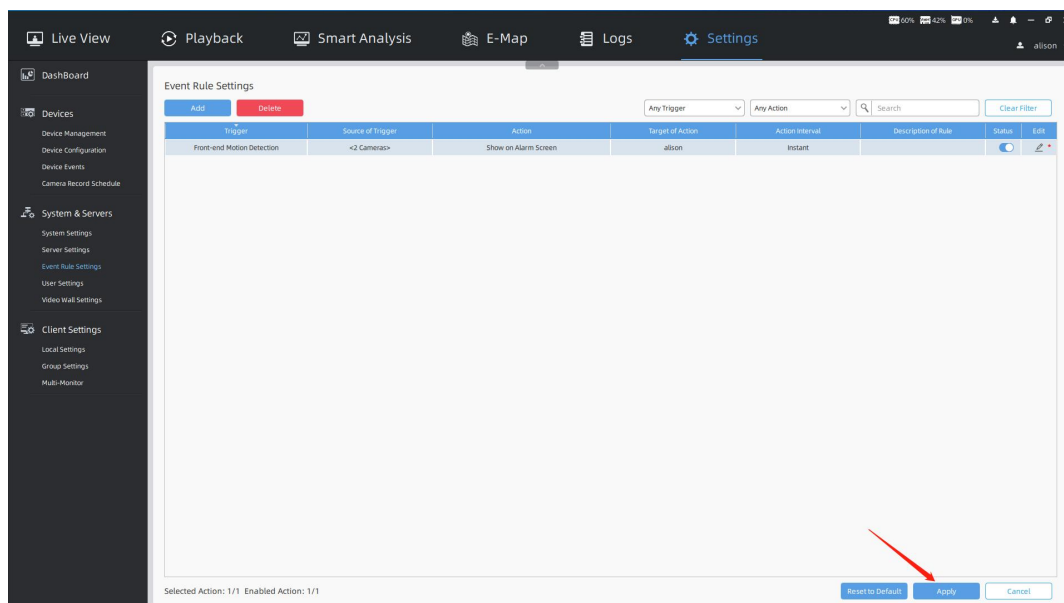 CPU 60% 42% 0%
Live View Playback Smart Analysis E-Map Logs Settings alison
DashBoard
Devices
Device Management
Device Configuration
Device Events
Camera Record Schedule
System & Servers
System Settings
Server Settings
Event Rule Settings
User Settings
Video Wall Settings
Client Settings
Local Settings
Group Settings
Multi-Monitor
Event Rule Settings
Add Delete Any Trigger Any Action Search Clear Filter
Trigger Source of Trigger Action Target of Action Action Interval Description of Rule Status Edit
Front-end Motion Detection <2 Cameras> Show on Alarm Screen alison Instant
Selected Action: 1/1 Enabled Action: 1/1 Reset to Default Apply Cancel